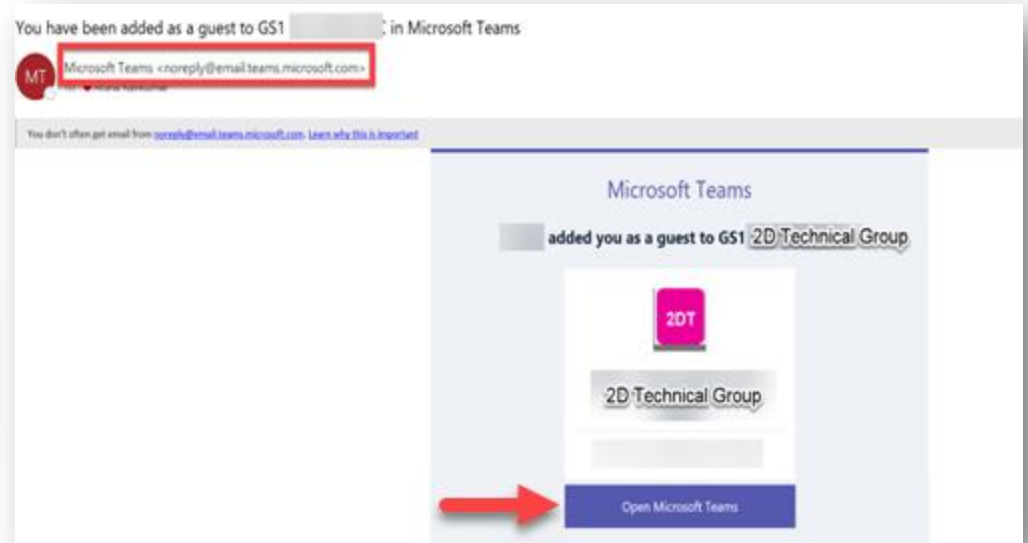 You have been added as a guest to GS1 in Microsoft Teams
MT
Microsoft Teams <noreply@email.teams.microsoft.com>
You don't often get email from noreply@email.teams.microsoft.com. Learn why this is important
Microsoft Teams
added you as a guest to GS1 2D Technical Group
2DT
2D Technical Group
Open Microsoft Teams